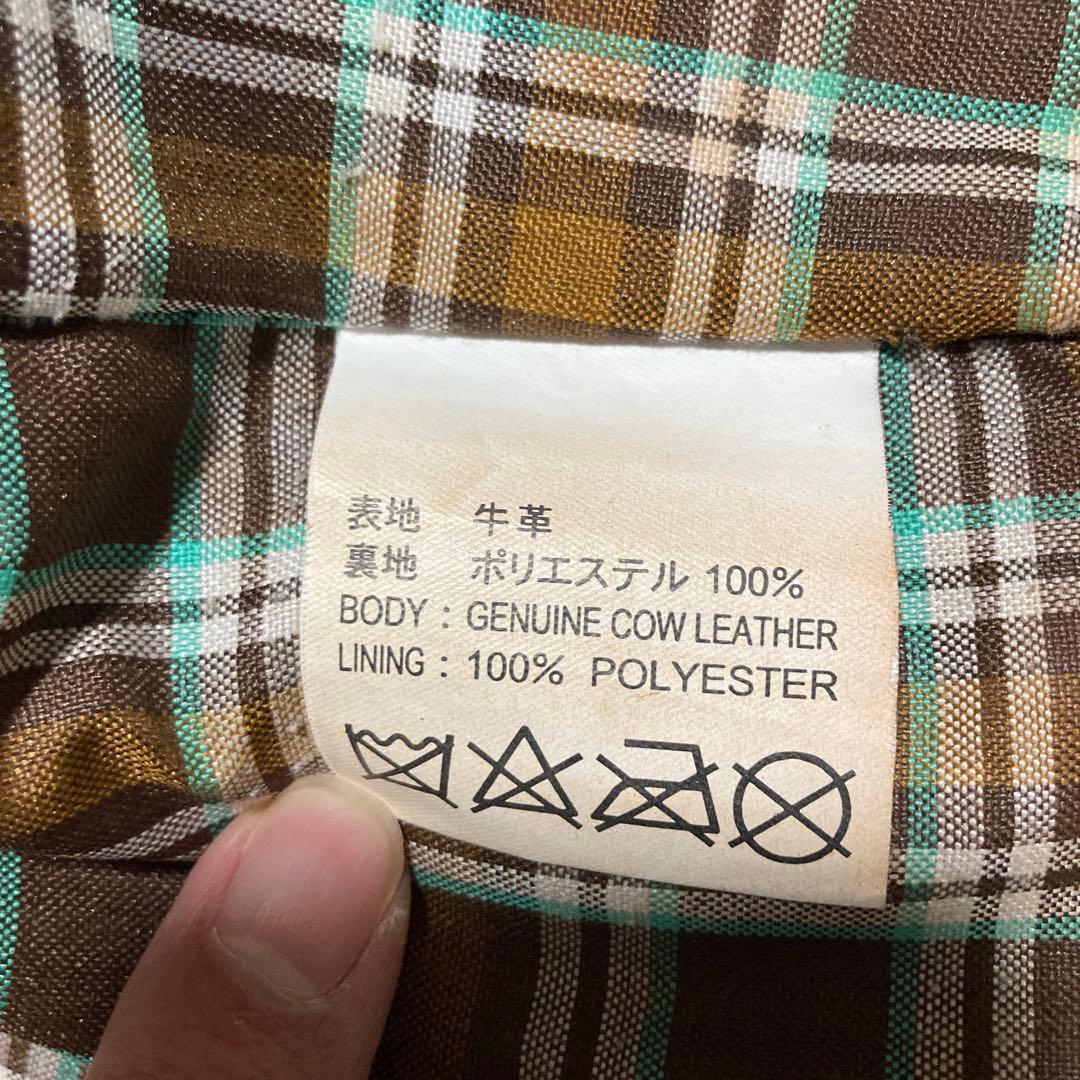 表地 牛革
裏地 ポリエステル 100%
BODY : GENUINE COW LEATHER
LINING : 100% POLYESTER